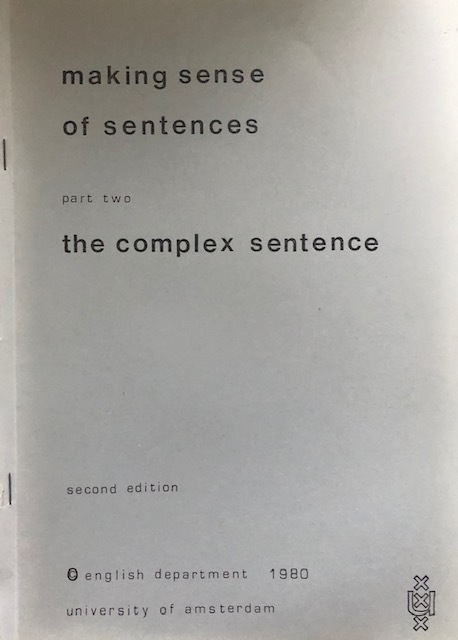 making sense
of sentences
part two
the complex sentence
second edition
© english department 1980
university of amsterdam